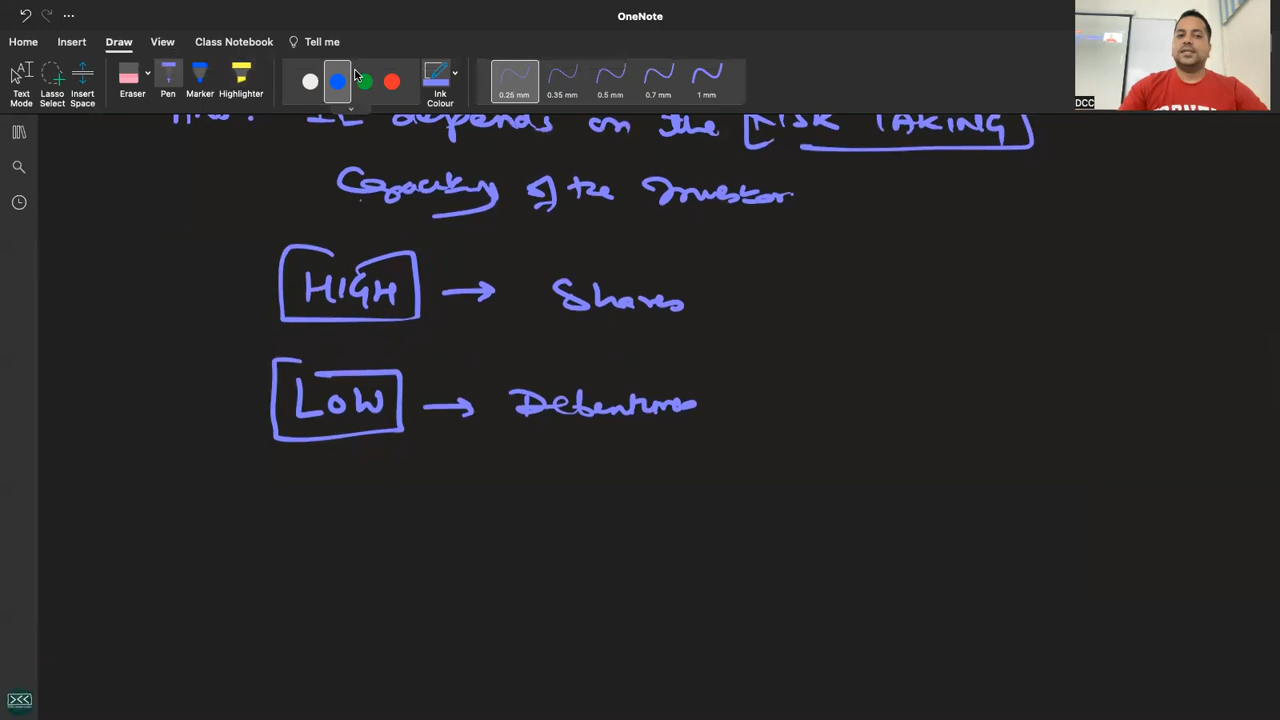 OneNote
Home Insert Draw View Class Notebook Tell me
Text Mode
Lasso Select
Insert Space
Eraser
Pen
Marker
Highlighter
Ink Colour
0.25 mm 0.35 mm 0.5 mm 0.7 mm 1 mm
DCC
It depends on the RISK TAKING
Capacity of the Investor
HIGH → Shares
LOW → Debentures
DCC